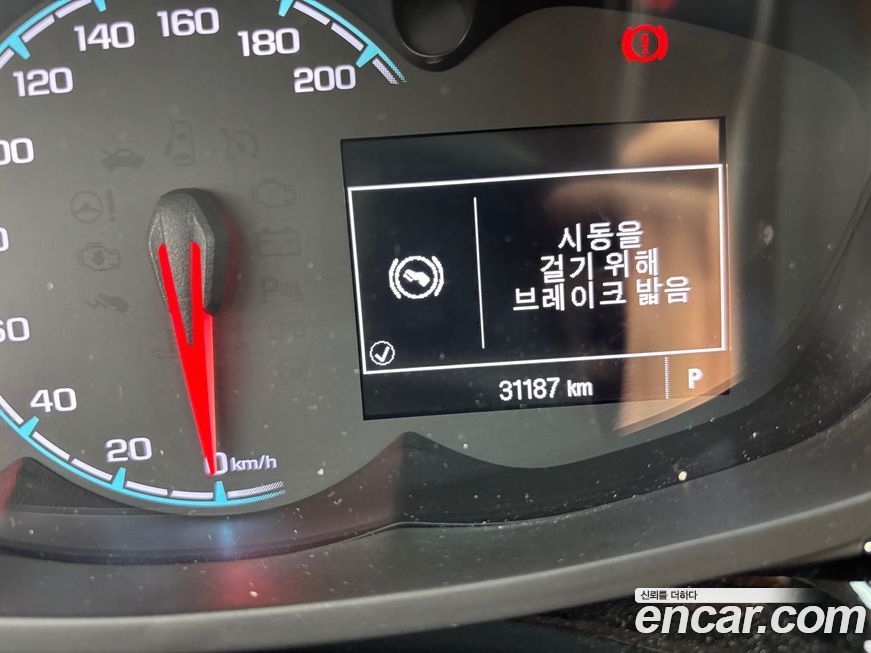 140
160
180
120
200
시동을
걸기 위해
브레이크 밟음
60
40
31187 km
P
20
0 km/h
신뢰를 더하다
encar.com